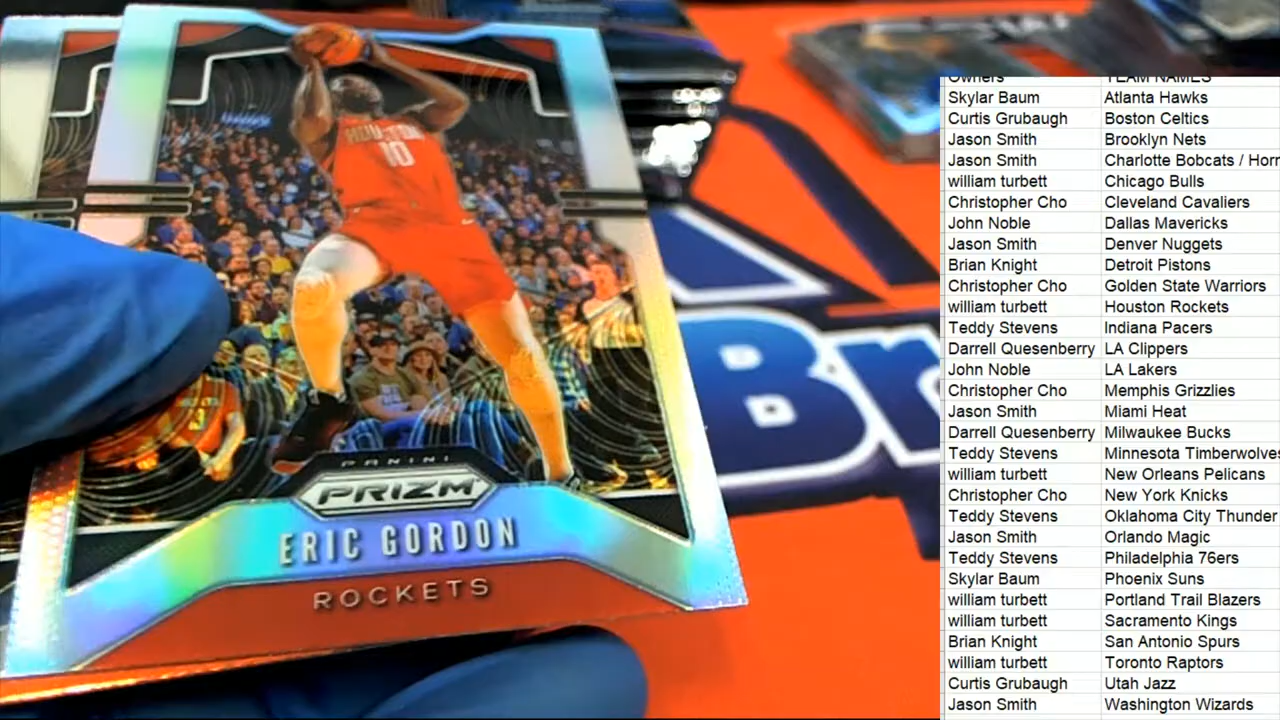 HOUSTON
10
PANINI
PRIZM
ERIC GORDON
ROCKETS
Br
Owners TEAM NAMES
Skylar Baum Atlanta Hawks
Curtis Grubaugh Boston Celtics
Jason Smith Brooklyn Nets
Jason Smith Charlotte Bobcats / Horr
william turbett Chicago Bulls
Christopher Cho Cleveland Cavaliers
John Noble Dallas Mavericks
Jason Smith Denver Nuggets
Brian Knight Detroit Pistons
Christopher Cho Golden State Warriors
william turbett Houston Rockets
Teddy Stevens Indiana Pacers
Darrell Quesenberry LA Clippers
John Noble LA Lakers
Christopher Cho Memphis Grizzlies
Jason Smith Miami Heat
Darrell Quesenberry Milwaukee Bucks
Teddy Stevens Minnesota Timberwolves
william turbett New Orleans Pelicans
Christopher Cho New York Knicks
Teddy Stevens Oklahoma City Thunder
Jason Smith Orlando Magic
Teddy Stevens Philadelphia 76ers
Skylar Baum Phoenix Suns
william turbett Portland Trail Blazers
william turbett Sacramento Kings
Brian Knight San Antonio Spurs
william turbett Toronto Raptors
Curtis Grubaugh Utah Jazz
Jason Smith Washington Wizards